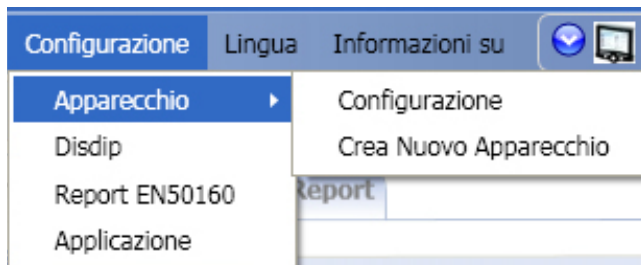 Configurazione Lingua Informazioni su
Apparecchio Configurazione
Disdip Crea Nuovo Apparecchio
Report EN50160 Report
Applicazione